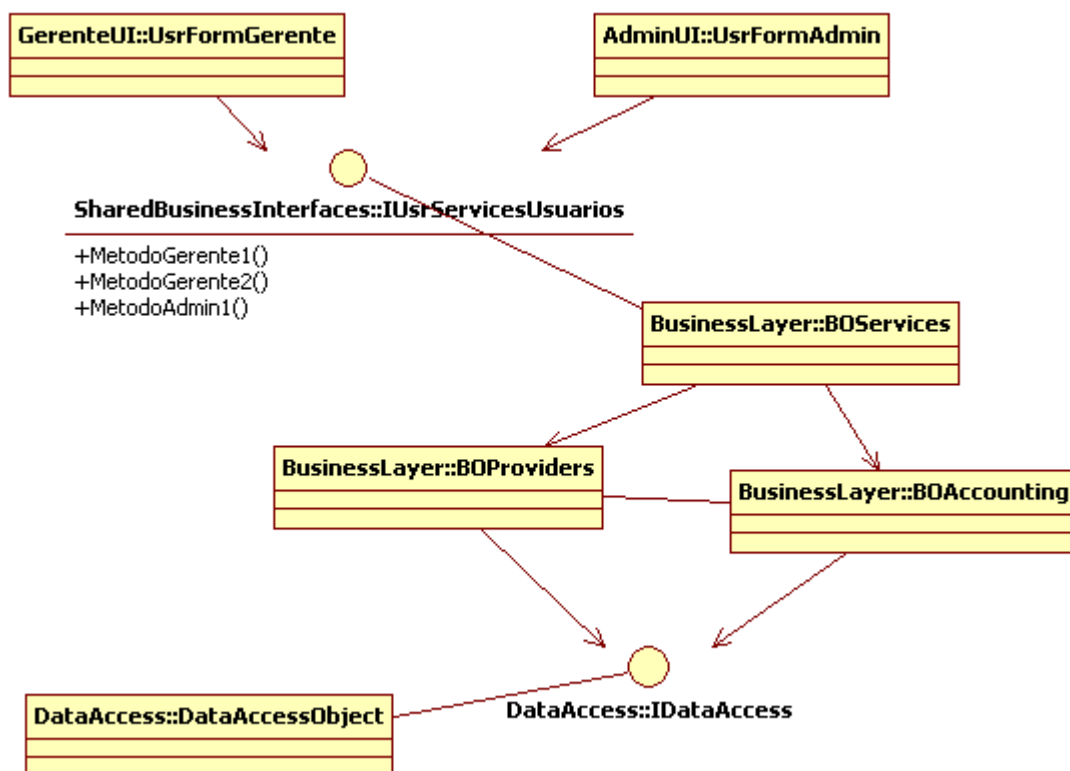 GerenteUI::UsrFormGerente
AdminUI::UsrFormAdmin
SharedBusinessInterfaces::IUsrServicesUsuarios
+MetodoGerente1()
+MetodoGerente2()
+MetodoAdmin1()
BusinessLayer::BOServices
BusinessLayer::BOProviders
BusinessLayer::BOAccounting
DataAccess::DataAccessObject
DataAccess::IDataAccess